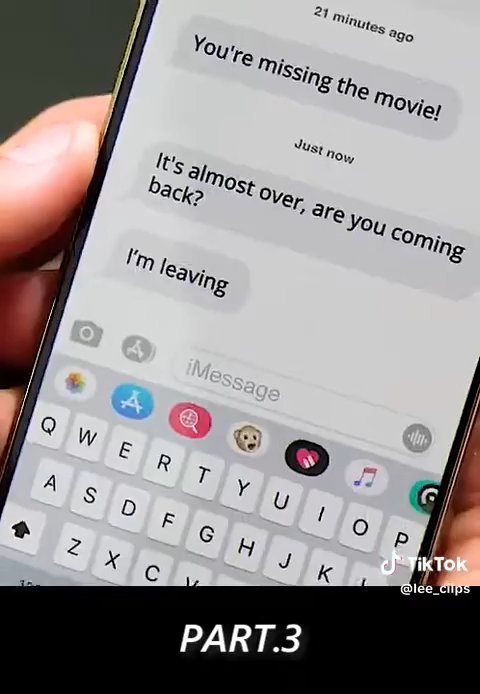 21 minutes ago
You're missing the movie!
Just now
It's almost over, are you coming
back?
I'm leaving
iMessage
Q W E R T Y U I O P
A S D F G H J K
Z X C
TikTok
@lee_clips
PART.3